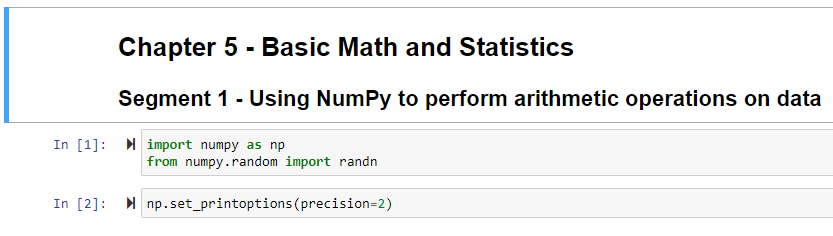 Chapter 5 - Basic Math and Statistics
Segment 1 - Using NumPy to perform arithmetic operations on data
In [1]: import numpy as np
from numpy.random import randn
In [2]: np.set_printoptions(precision=2)